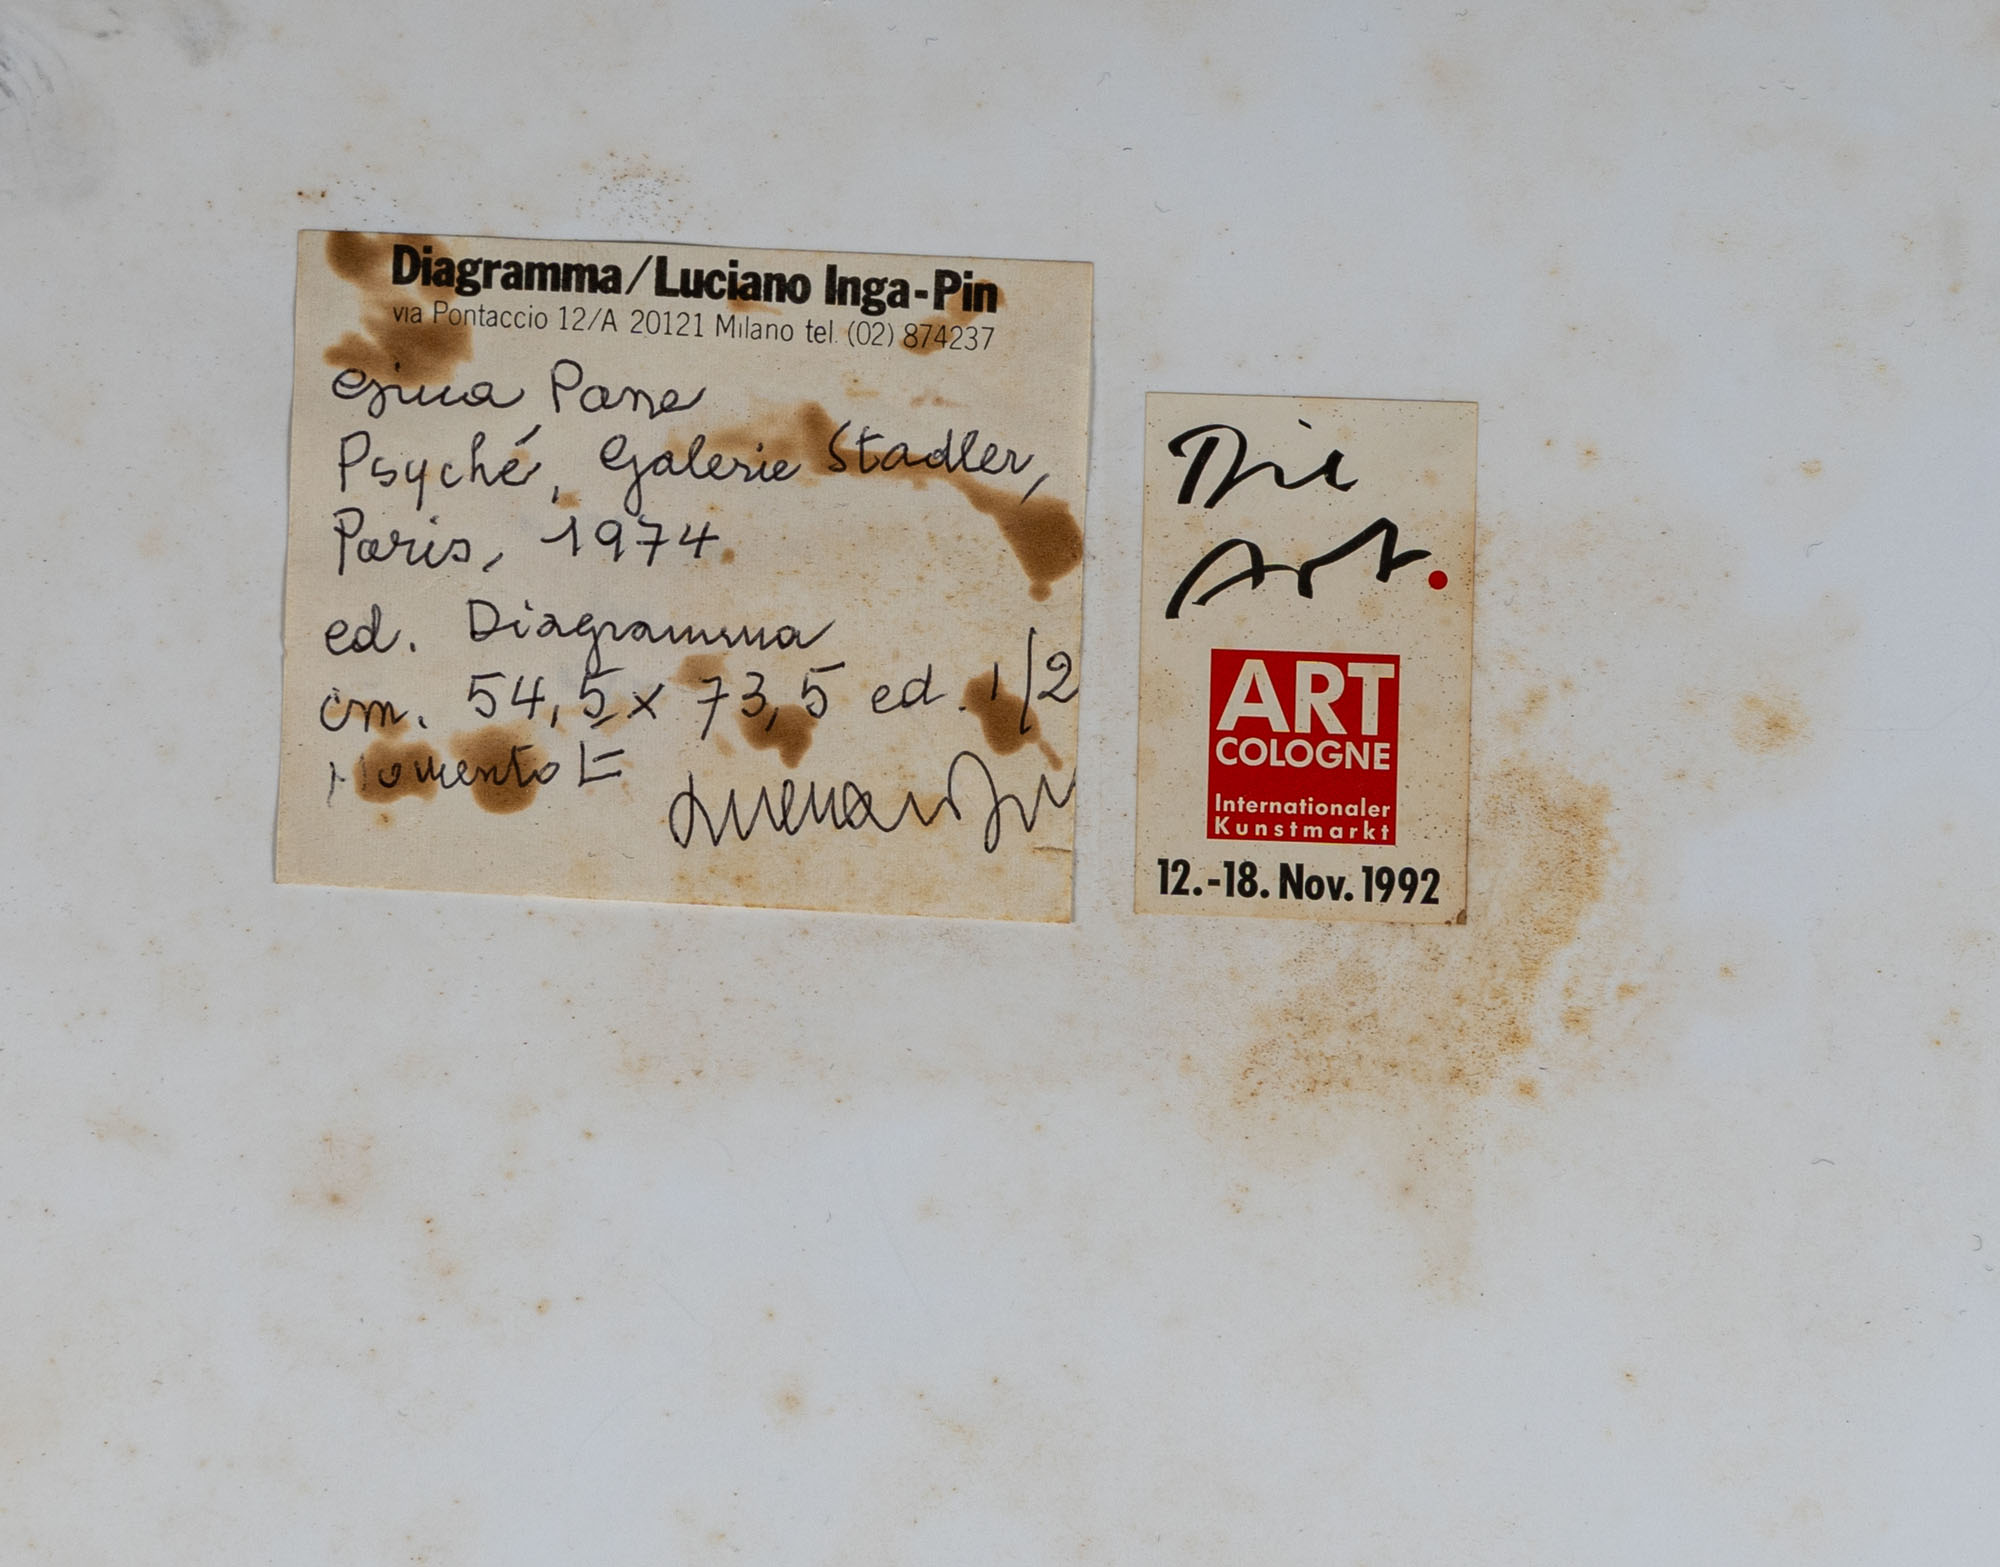 Diagramma/Luciano Inga-Pin
via Pontaccio 12/A 20121 Milano tel. (02) 874237
Gina Pane
Psyché, Galerie Stadler,
Paris, 1974
ed. Diagramma
cm. 54,5 x 73,5 ed. 1/2
Momento E
Die
Art.
ART
COLOGNE
Internationaler
Kunstmarkt
12.-18. Nov. 1992